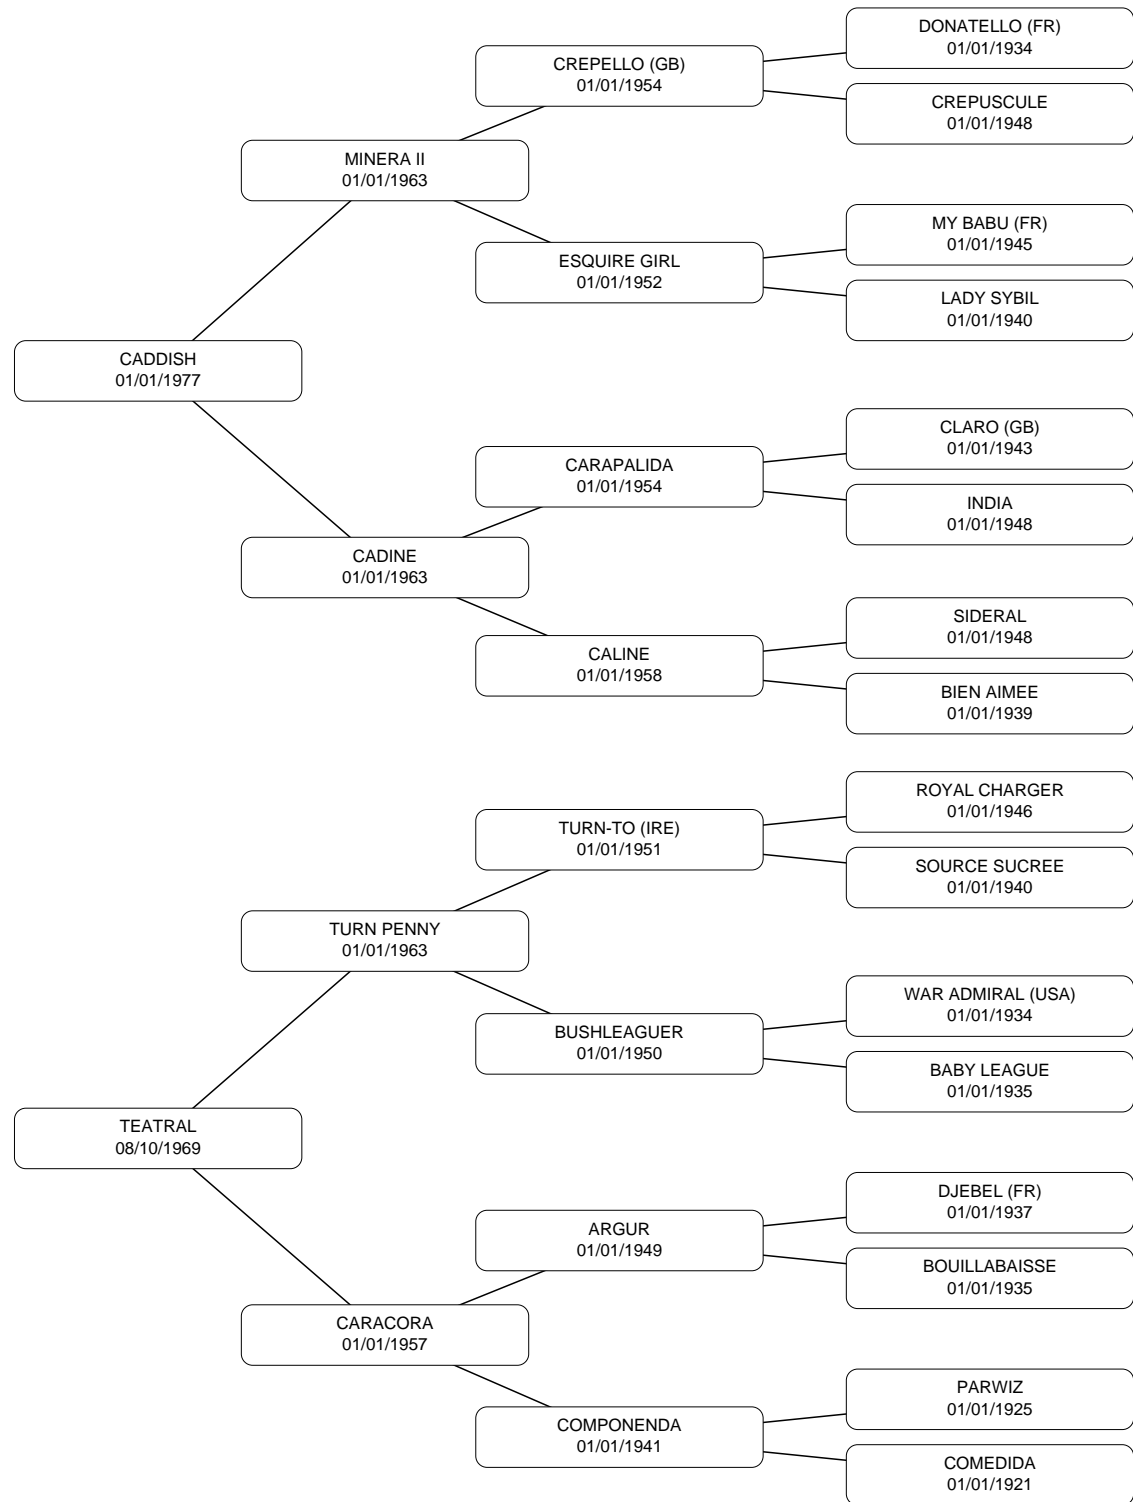 DONATELLO (FR)
01/01/1934
CREPELLO (GB)
01/01/1954
CREPUSCULE
01/01/1948
MINERA II
01/01/1963
MY BABU (FR)
01/01/1945
ESQUIRE GIRL
01/01/1952
LADY SYBIL
01/01/1940
CADDISH
01/01/1977
CLARO (GB)
01/01/1943
CARAPALIDA
01/01/1954
INDIA
01/01/1948
CADINE
01/01/1963
SIDERAL
01/01/1948
CALINE
01/01/1958
BIEN AIMEE
01/01/1939
ROYAL CHARGER
01/01/1946
TURN-TO (IRE)
01/01/1951
SOURCE SUCREE
01/01/1940
TURN PENNY
01/01/1963
WAR ADMIRAL (USA)
01/01/1934
BUSHLEAGUER
01/01/1950
BABY LEAGUE
01/01/1935
TEATRAL
08/10/1969
DJEBEL (FR)
01/01/1937
ARGUR
01/01/1949
BOUILLABAISSE
01/01/1935
CARACORA
01/01/1957
PARWIZ
01/01/1925
COMPONENDA
01/01/1941
COMEDIDA
01/01/1921